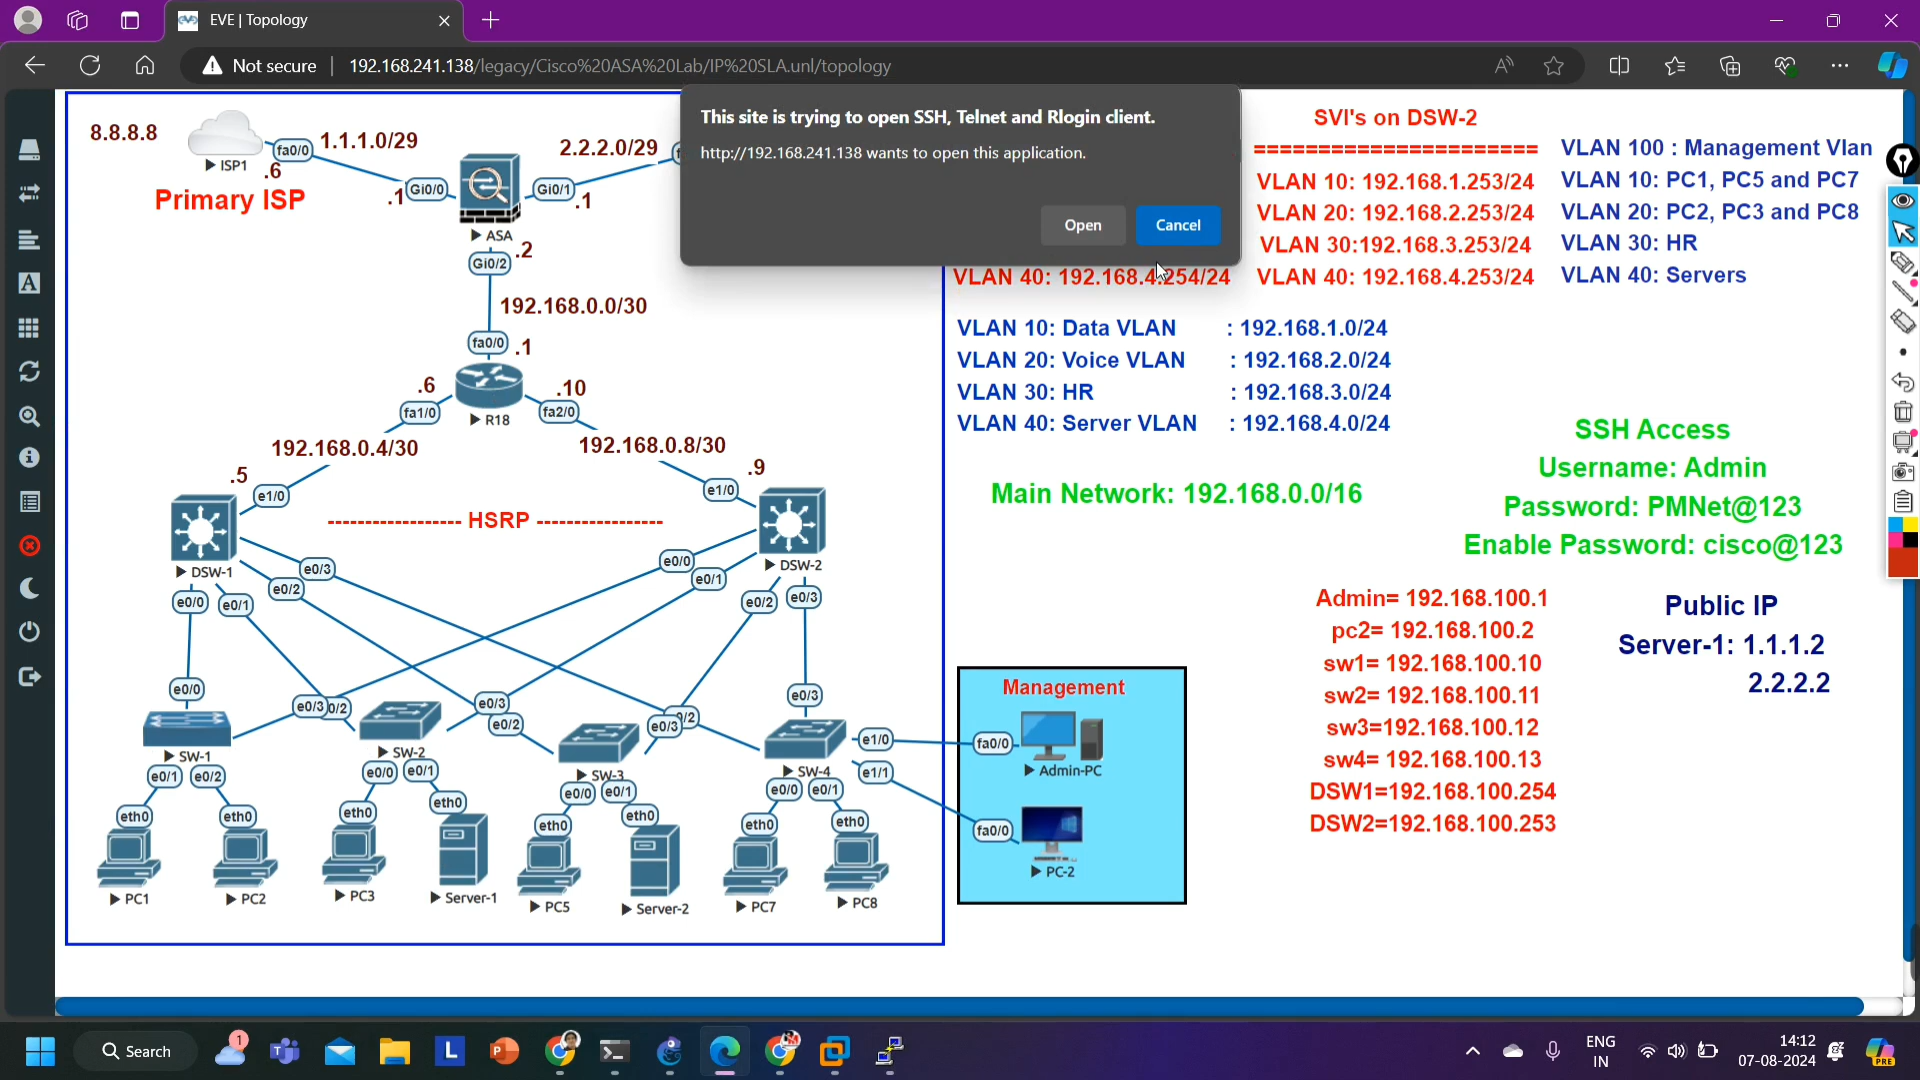 EVE | Topology
Not secure
192.168.241.138/legacy/Cisco%20ASA%20Lab/IP%20SLA.unl/topology
This site is trying to open SSH, Telnet and Rlogin client.
http://192.168.241.138 wants to open this application.
Open
Cancel
8.8.8.8
ISP1
fa0/0
.6
1.1.1.0/29
Primary ISP
.1
Gi0/0
ASA
Gi0/1
.1
2.2.2.0/29
.2
Gi0/2
192.168.0.0/30
fa0/0
.1
R18
.6
fa1/0
.10
fa2/0
192.168.0.4/30
192.168.0.8/30
.5
e1/0
.9
e1/0
------------------ HSRP -----------------
DSW-1
DSW-2
e0/3
e0/2
e0/0
e0/1
e0/0
e0/1
e0/2
e0/3
e0/0
e0/3
0/2
e0/3
e0/2
e0/3
0/2
e0/3
SW-1
SW-2
SW-3
SW-4
e0/1
e0/2
e0/0
e0/1
e0/0
e0/1
e0/0
e0/1
e1/0
e1/1
eth0
eth0
eth0
eth0
eth0
eth0
eth0
PC1
PC2
PC3
Server-1
PC5
Server-2
PC7
PC8
Management
fa0/0
Admin-PC
fa0/0
PC-2
VLAN 40: 192.168.4.254/24
SVI's on DSW-2
======================
VLAN 10: 192.168.1.253/24
VLAN 20: 192.168.2.253/24
VLAN 30:192.168.3.253/24
VLAN 40: 192.168.4.253/24
VLAN 100 : Management Vlan
VLAN 10: PC1, PC5 and PC7
VLAN 20: PC2, PC3 and PC8
VLAN 30: HR
VLAN 40: Servers
VLAN 10: Data VLAN : 192.168.1.0/24
VLAN 20: Voice VLAN : 192.168.2.0/24
VLAN 30: HR : 192.168.3.0/24
VLAN 40: Server VLAN : 192.168.4.0/24
Main Network: 192.168.0.0/16
SSH Access
Username: Admin
Password: PMNet@123
Enable Password: cisco@123
Admin= 192.168.100.1
pc2= 192.168.100.2
sw1= 192.168.100.10
sw2= 192.168.100.11
sw3=192.168.100.12
sw4= 192.168.100.13
DSW1=192.168.100.254
DSW2=192.168.100.253
Public IP
Server-1: 1.1.1.2
2.2.2.2
Search
1
L
ENG
IN
14:12
07-08-2024
PRE